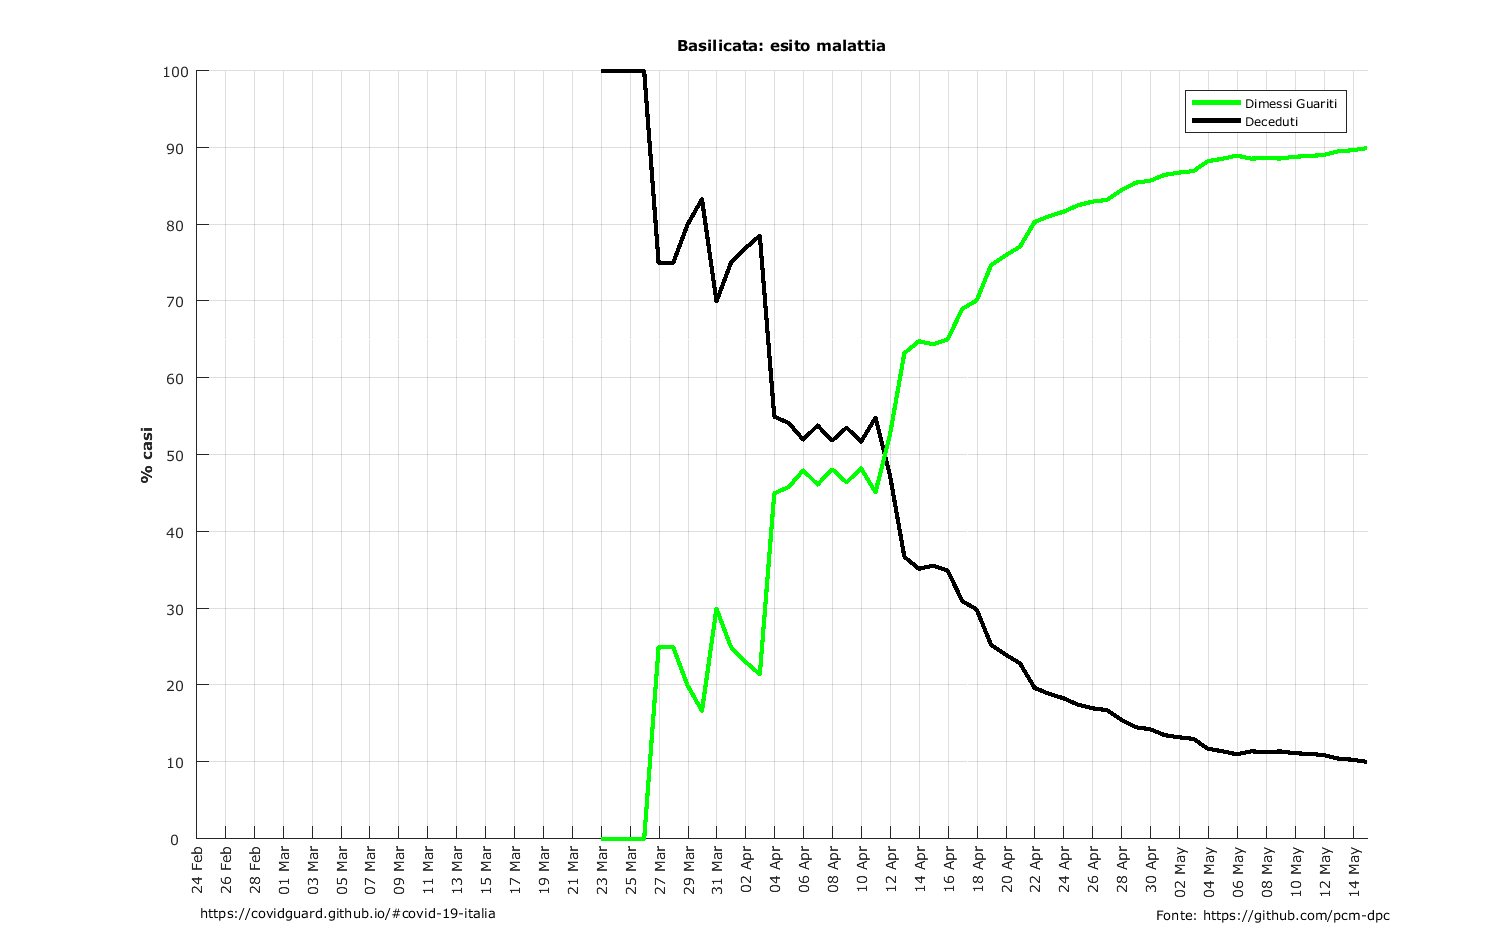 Basilicata: esito malattia
Dimessi Guariti
Deceduti
% casi
100
90
80
70
60
50
40
30
20
10
0
24 Feb
26 Feb
28 Feb
01 Mar
03 Mar
05 Mar
07 Mar
09 Mar
11 Mar
13 Mar
15 Mar
17 Mar
19 Mar
21 Mar
23 Mar
25 Mar
27 Mar
29 Mar
31 Mar
02 Apr
04 Apr
06 Apr
08 Apr
10 Apr
12 Apr
14 Apr
16 Apr
18 Apr
20 Apr
22 Apr
24 Apr
26 Apr
28 Apr
30 Apr
02 May
04 May
06 May
08 May
10 May
12 May
14 May
https://covidguard.github.io/#covid-19-italia
Fonte: https://github.com/pcm-dpc